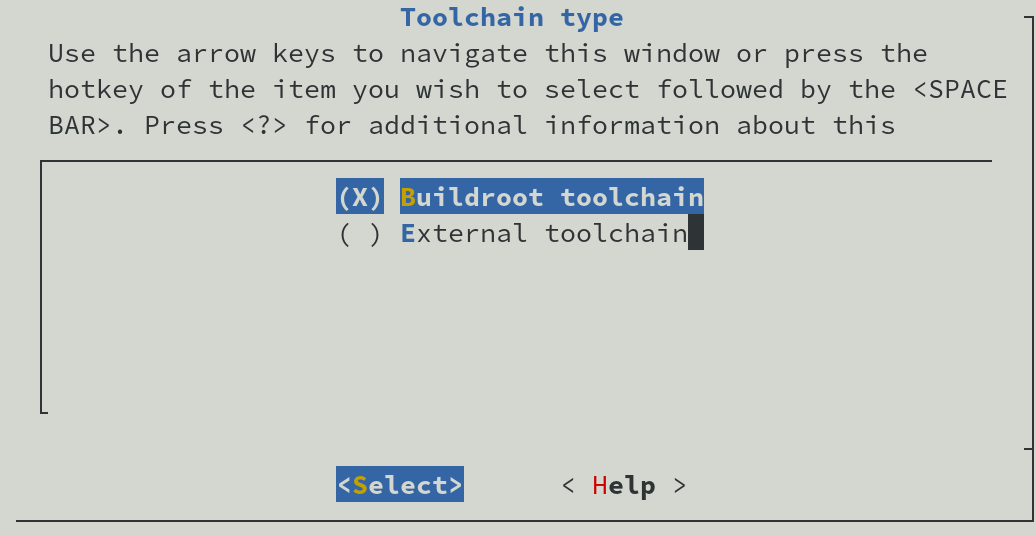 Toolchain type
Use the arrow keys to navigate this window or press the
hotkey of the item you wish to select followed by the <SPACE
BAR>. Press <?> for additional information about this
(X) Buildroot toolchain
( ) External toolchain
<Select> < Help >